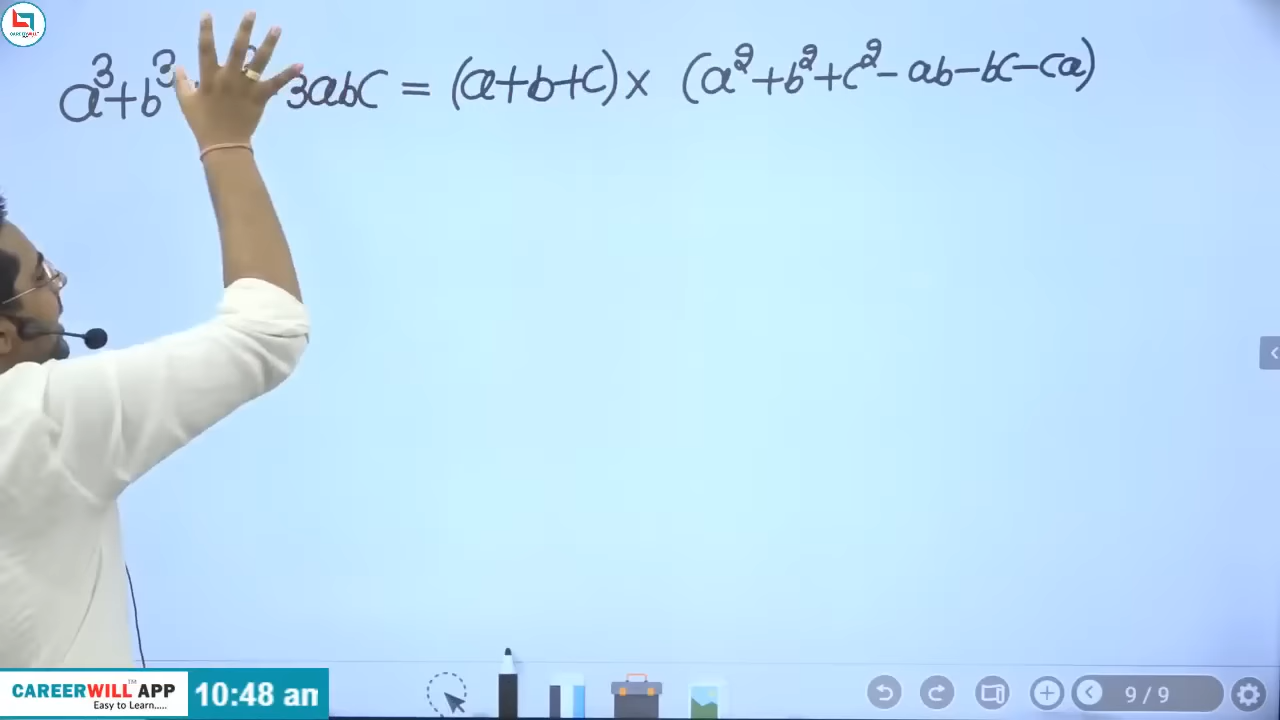 CAREERWILL
a³+b³ 3abc = (a+b+c)× (a²+b²+c²-ab-bc-ca)
CAREERWILL™ APP
Easy to Learn.....
10:48 am
9 / 9